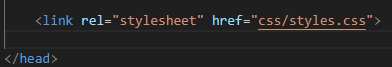 <link rel="stylesheet" href="css/styles.css">
</head>